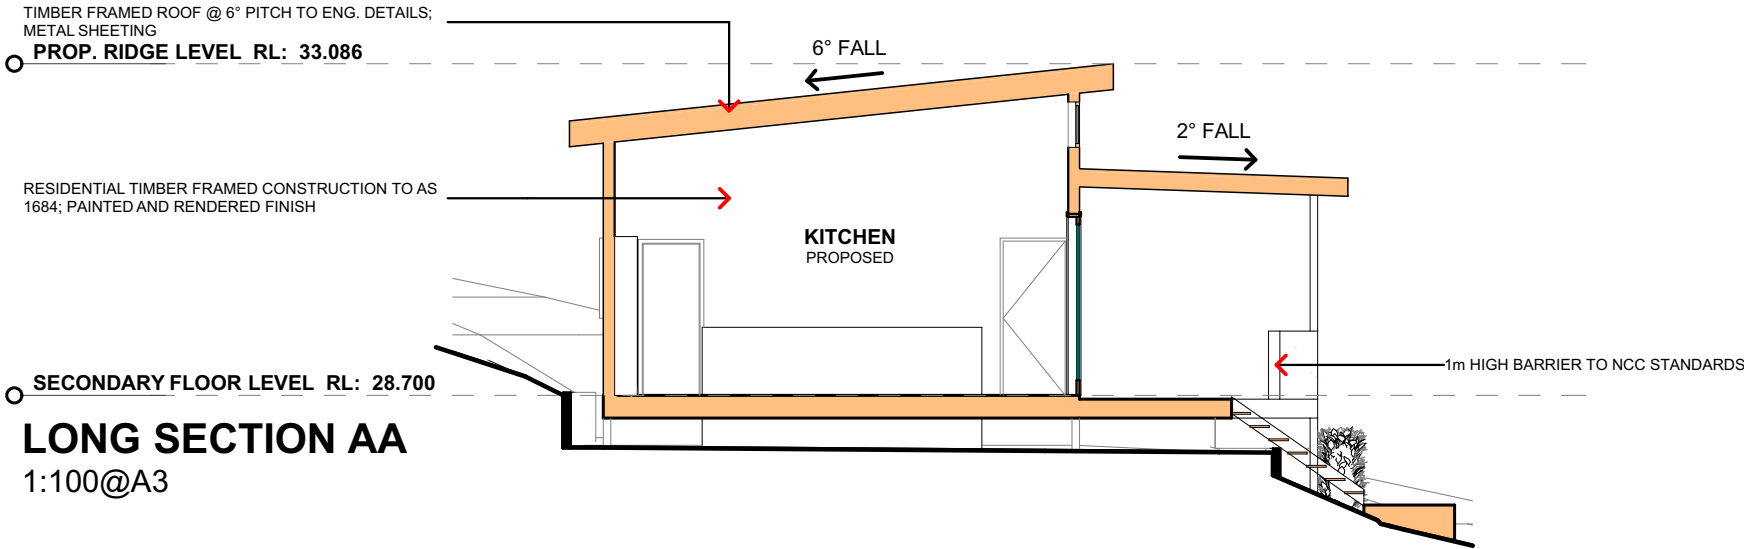 TIMBER FRAMED ROOF @ 6° PITCH TO ENG. DETAILS;
METAL SHEETING
PROP. RIDGE LEVEL RL: 33.086
6° FALL
2° FALL
RESIDENTIAL TIMBER FRAMED CONSTRUCTION TO AS
1684; PAINTED AND RENDERED FINISH
KITCHEN
PROPOSED
1m HIGH BARRIER TO NCC STANDARDS
SECONDARY FLOOR LEVEL RL: 28.700
LONG SECTION AA
1:100@A3